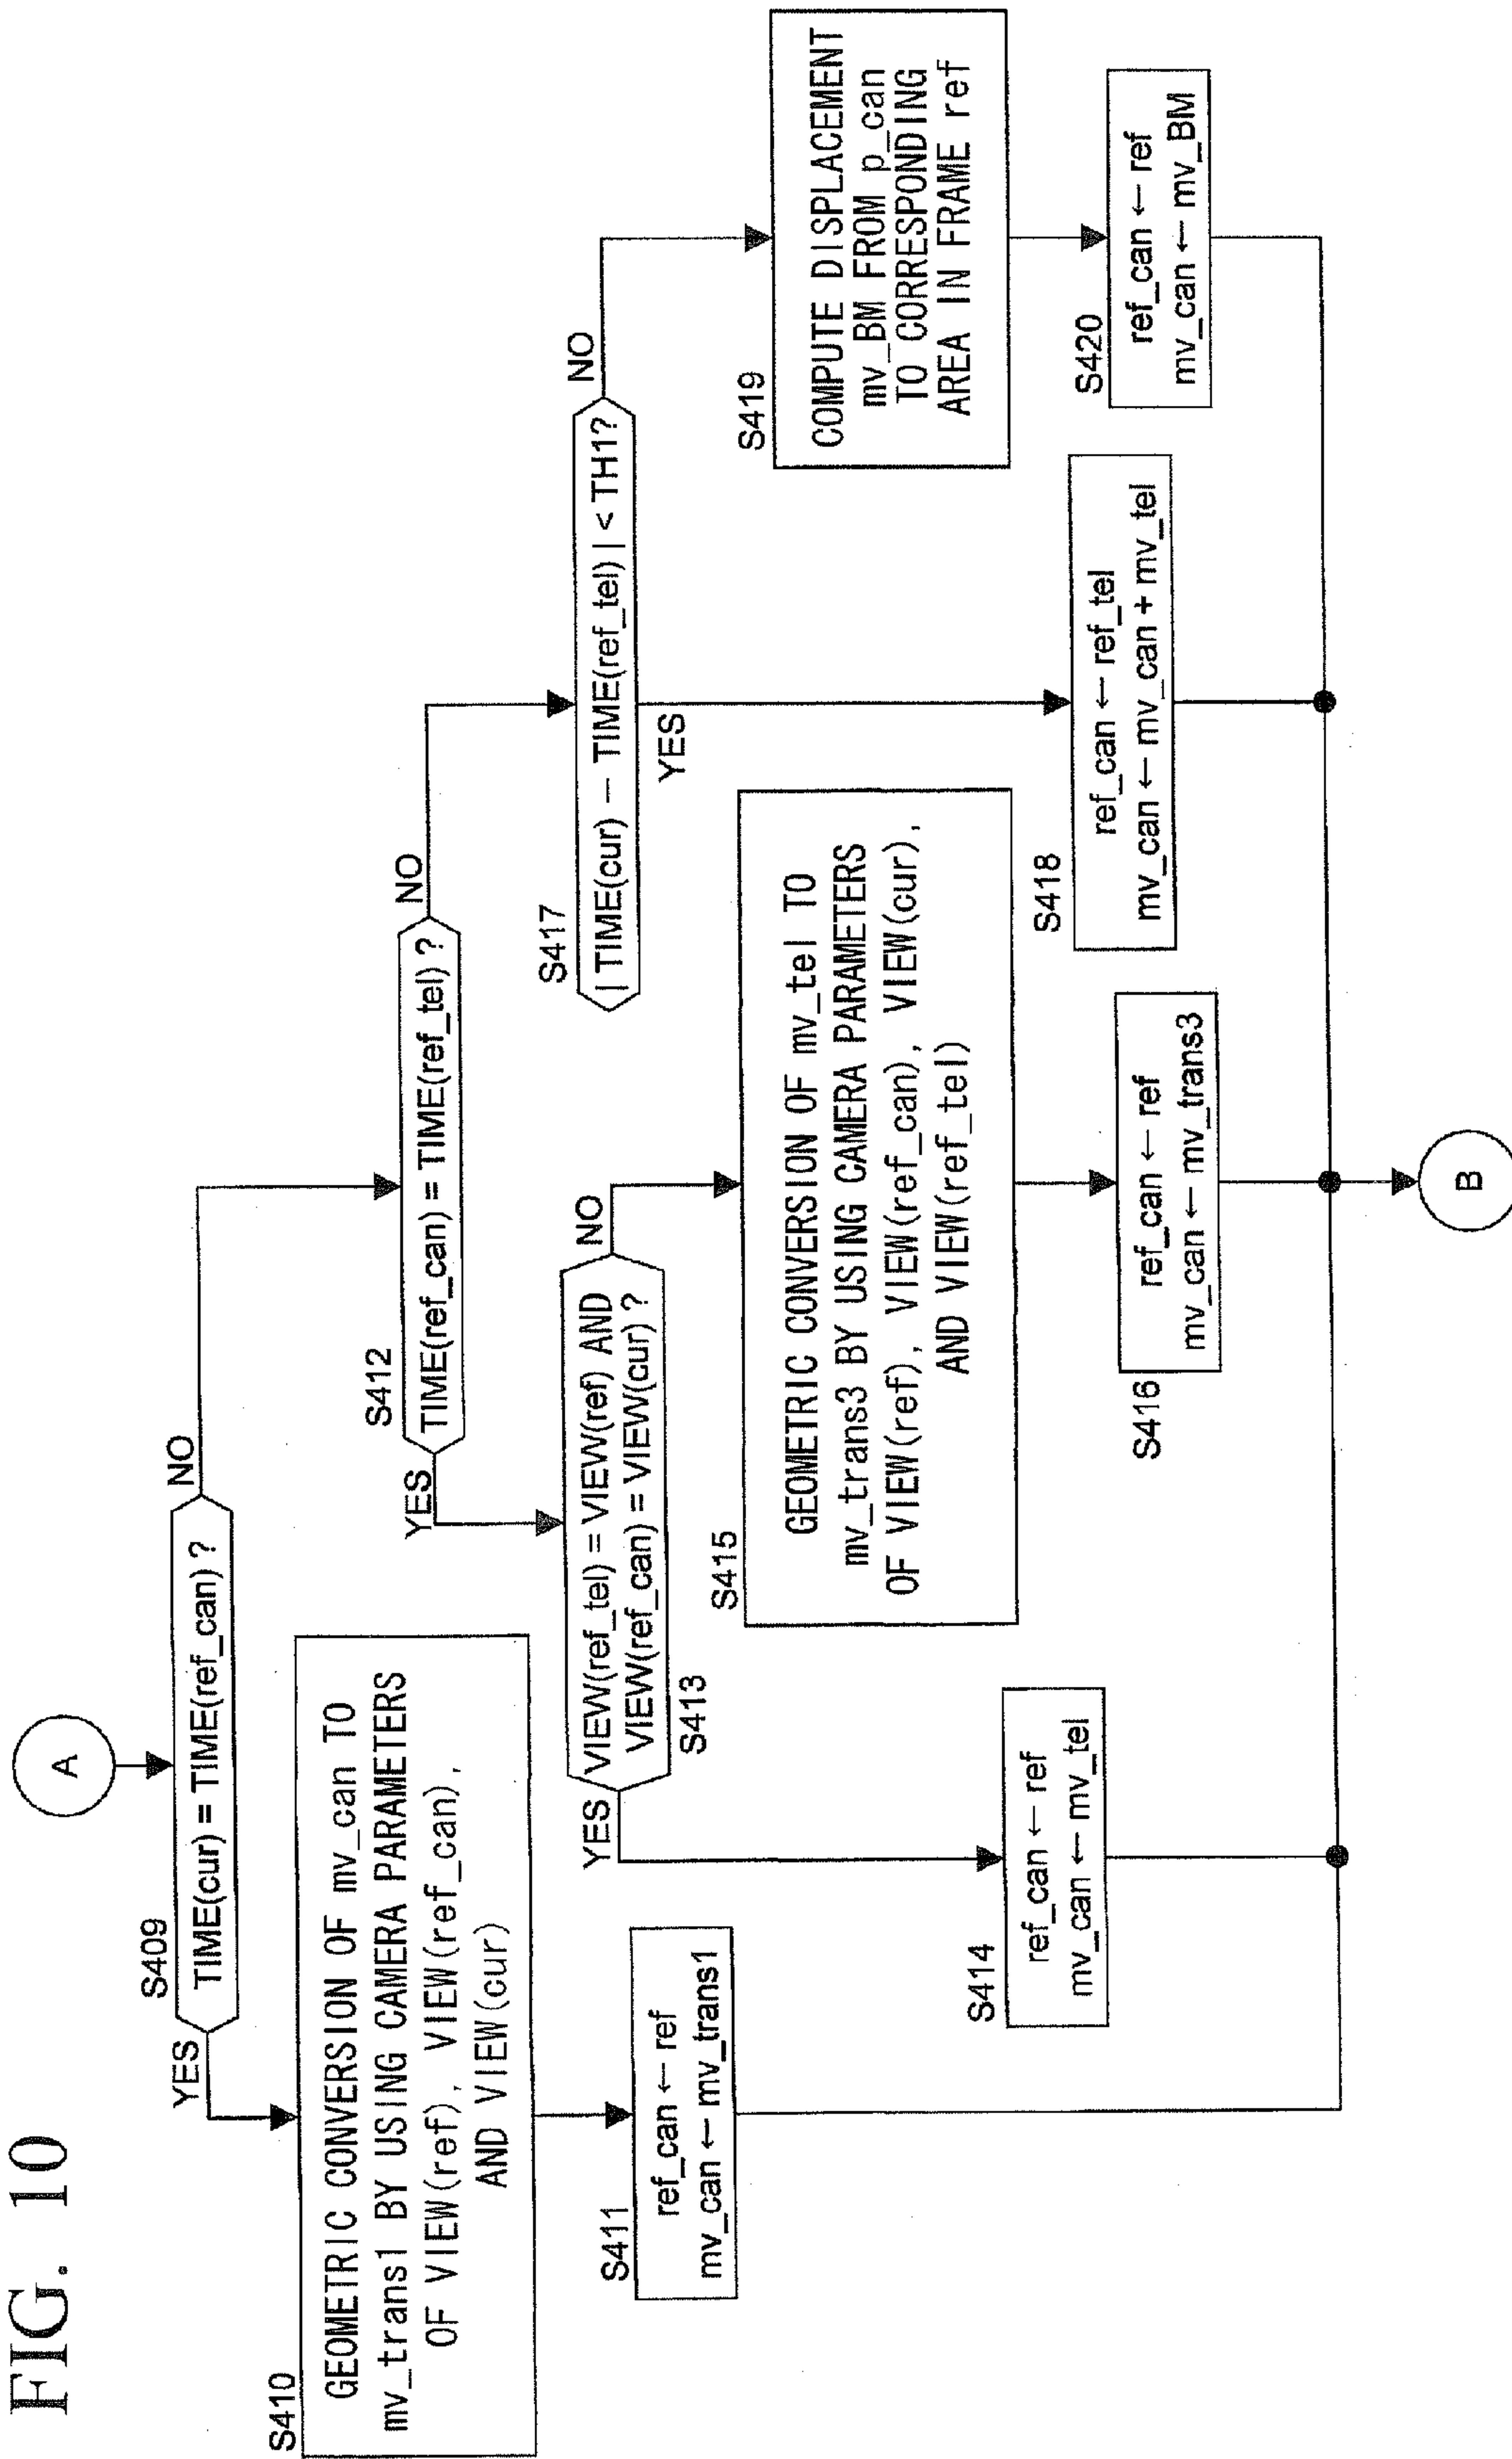 FIG. 10
A
S409
TIME(cur) = TIME(ref_can) ?
YES
NO
S410
GEOMETRIC CONVERSION OF mv_can TO
mv_trans1 BY USING CAMERA PARAMETERS
OF VIEW(ref), VIEW(ref_can),
AND VIEW(cur)
S411
ref_can ← ref
mv_can ← mv_trans1
S412
TIME(ref_can) = TIME(ref_tel) ?
YES
NO
VIEW(ref_tel) = VIEW(ref) AND
VIEW(ref_can) = VIEW(cur) ?
S413
YES
NO
S414
ref_can ← ref
mv_can ← mv_tel
S415
GEOMETRIC CONVERSION OF mv_tel TO
mv_trans3 BY USING CAMERA PARAMETERS
OF VIEW(ref), VIEW(ref_can), VIEW(cur),
AND VIEW(ref_tel)
S416
ref_can ← ref
mv_can ← mv_trans3
S417
| TIME(cur) − TIME(ref_tel) | < TH1?
YES
NO
S418
ref_can ← ref_tel
mv_can ← mv_can + mv_tel
S419
COMPUTE DISPLACEMENT
mv_BM FROM p_can
TO CORRESPONDING
AREA IN FRAME ref
S420
ref_can ← ref
mv_can ← mv_BM
B